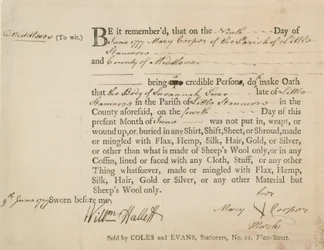 Middlesex (To wit.)
BE it remember'd, that on the Ninth Day of
June 1777 Mary Cooper of the Parish of Little
Stanmore
and County of Middlesex
being two credible Persons, do make Oath
that the Body of Susannah late of Little
Stanmore in the Parish of Little Stanmore in the
County aforesaid, on the fourth Day of this
present Month of June was not put in, wrapt, or
wound up, or buried in any Shirt, Shift, Sheet, or Shroud, made
or mingled with Flax, Hemp, Silk, Hair, Gold, or Silver,
or other than what is made of Sheep's Wool only, or in any
Coffin, lined or faced with any Cloth, Stuff, or any other
Thing whatsoever, made or mingled with Flax, Hemp,
Silk, Hair, Gold or Silver, or any other Material but
Sheep's Wool only.
her
9th June 1777 Sworn before me,
Mary X Cooper
Willm Hallett
Mark
Sold by COLES and EVANS, Stationers, No. 21. Fleet-Street.